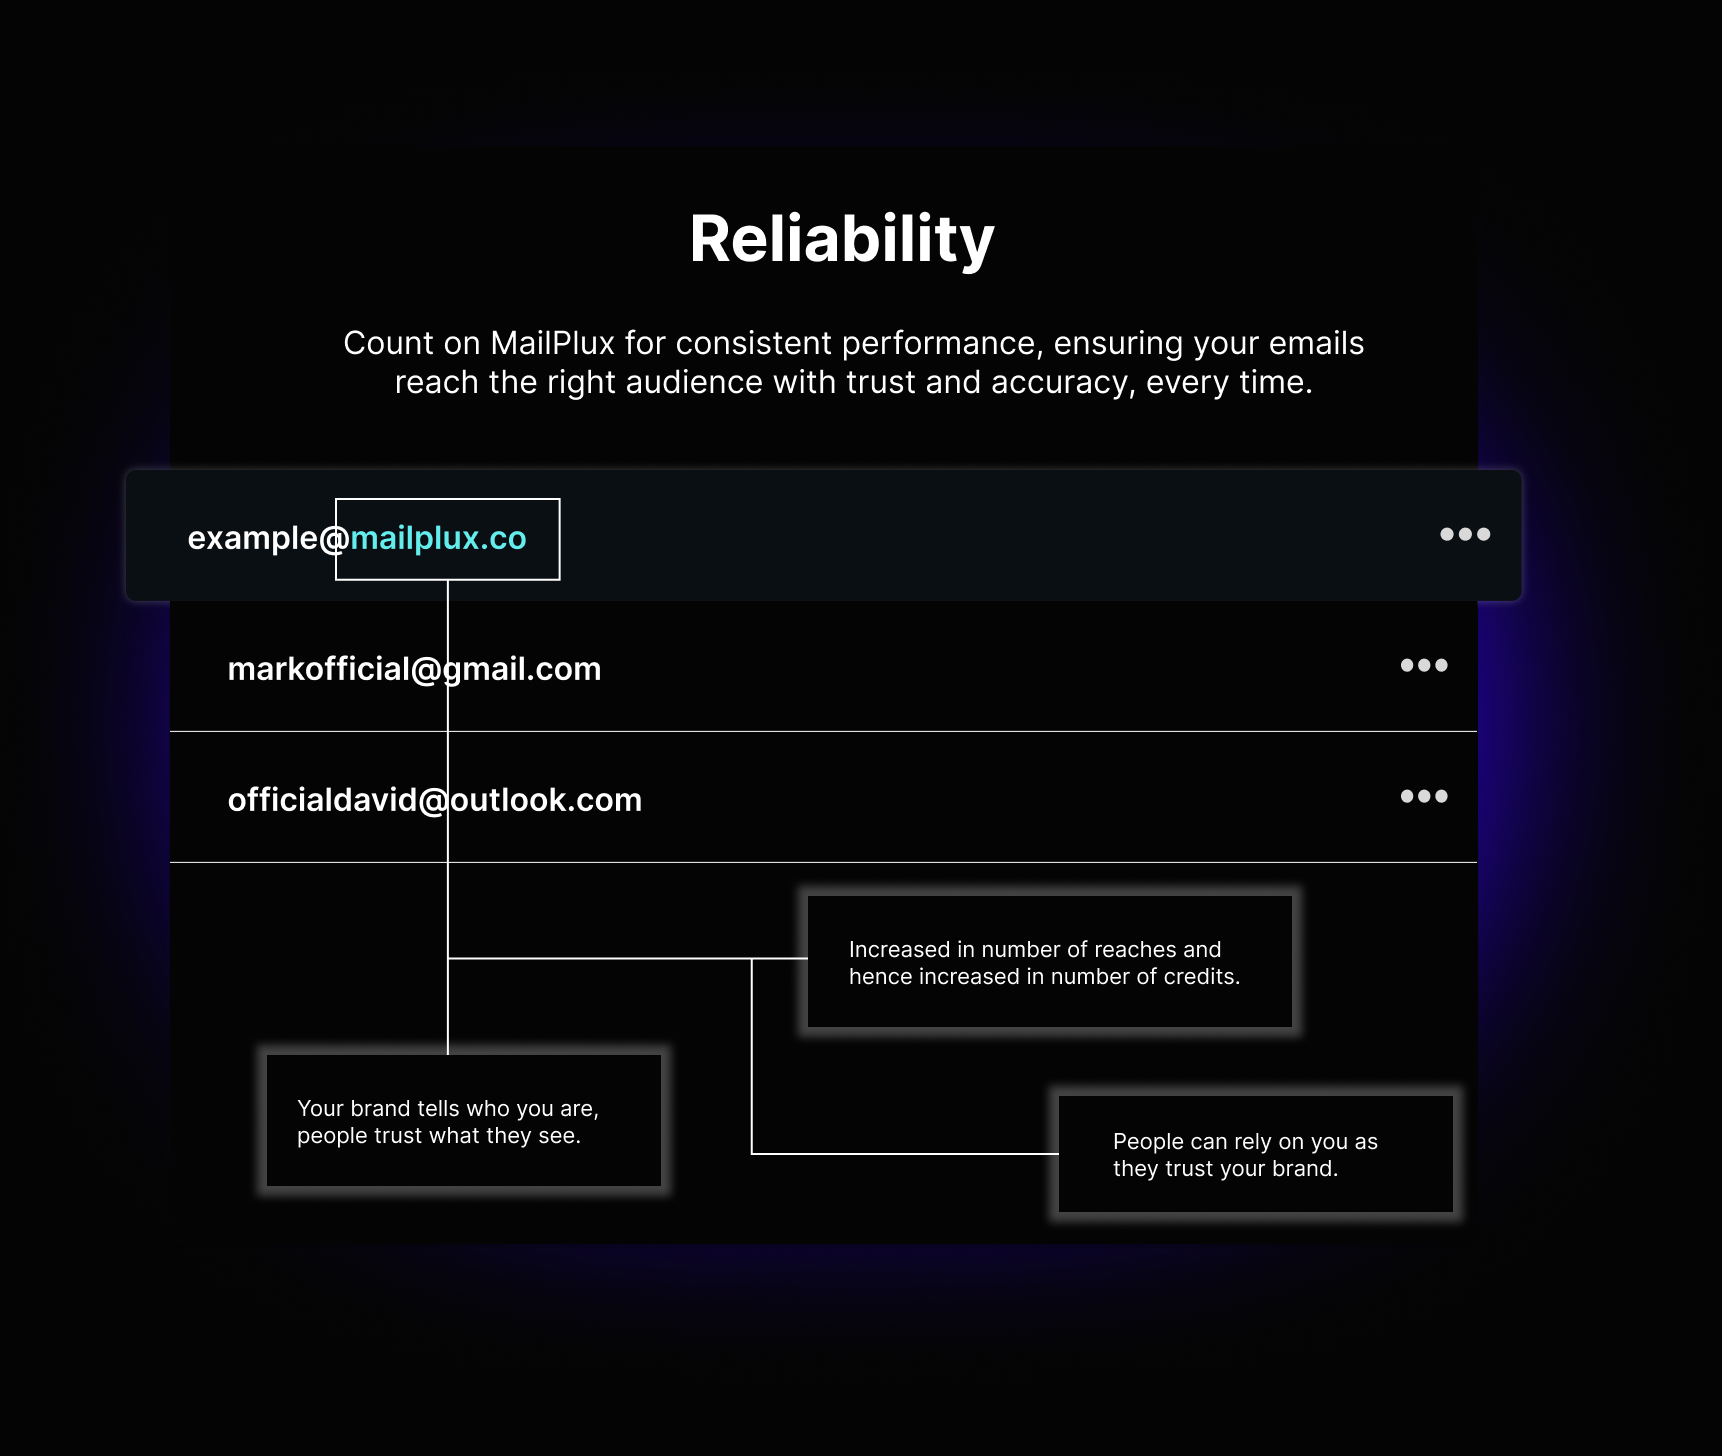 Reliability
Count on MailPlux for consistent performance, ensuring your emails
reach the right audience with trust and accuracy, every time.
example@mailplux.co
markofficial@gmail.com
officialdavid@outlook.com
Increased in number of reaches and
hence increased in number of credits.
Your brand tells who you are,
people trust what they see.
People can rely on you as
they trust your brand.